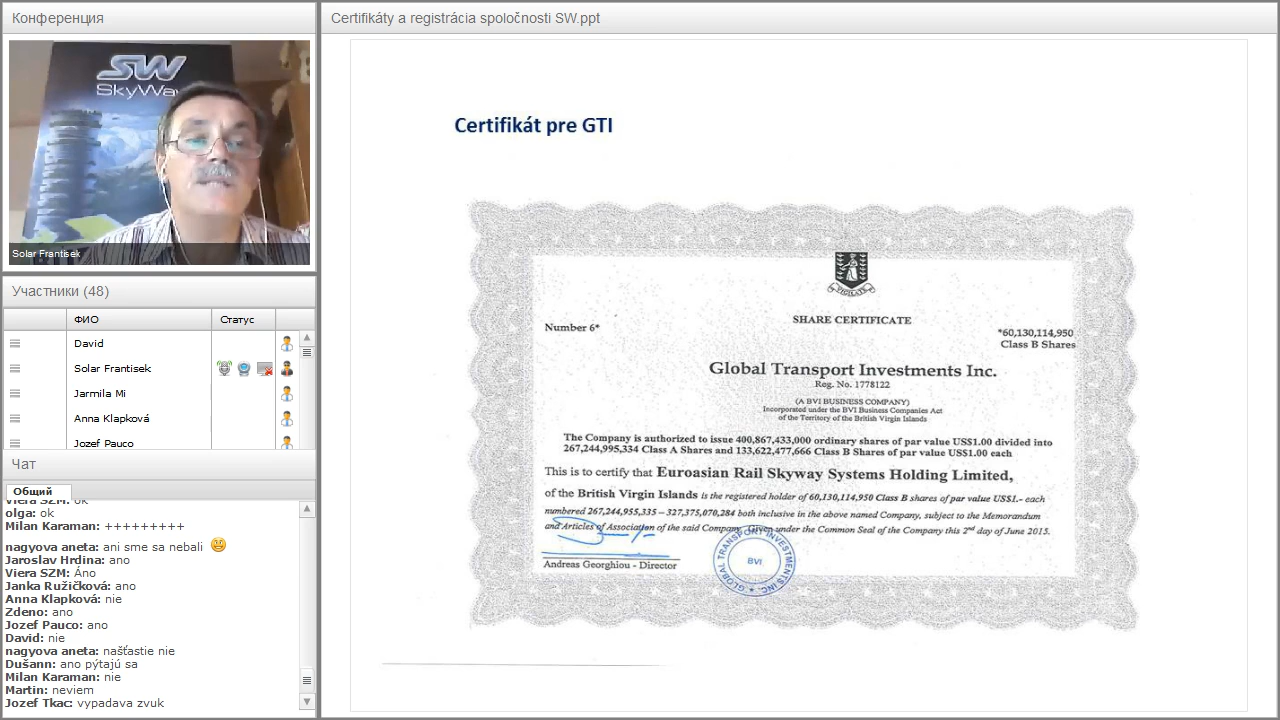 Конференция
SW
SkyWa
Solar Frantisek
Участники (48)
ФИО
Статус
David
Solar Frantisek
Jarmila Mi
Anna Klapková
Jozef Pauco
Чат
Общий
Viera SZM: ok
olga: ok
Milan Karaman: +++++++++
nagyova aneta: ani sme sa nebali
Jaroslav Hrdina: ano
Viera SZM: Áno
Janka Ružičková: ano
Anna Klapková: nie
Zdeno: ano
Jozef Pauco: ano
David: nie
nagyova aneta: našťastie nie
Dušann: ano pýtajú sa
Milan Karaman: nie
Martin: neviem
Jozef Tkac: vypadava zvuk
Certifikáty a registrácia spoločnosti SW.ppt
Certifikát pre GTI
VIGILATE
Number 6*
SHARE CERTIFICATE
*60,130,114,950
Class B Shares
Global Transport Investments Inc.
Reg. No. 1778122
(A BVI BUSINESS COMPANY)
Incorporated under the BVI Business Companies Act
of the Territory of the British Virgin Islands
The Company is authorized to issue 400,867,433,000 ordinary shares of par value US$1.00 divided into
267,244,995,334 Class A Shares and 133,622,477,666 Class B Shares of par value US$1.00 each
This is to certify that Euroasian Rail Skyway Systems Holding Limited,
of the British Virgin Islands is the registered holder of 60,130,114,950 Class B shares of par value US$1.- each
numbered 267,244,955,335 – 327,375,070,284 both inclusive in the above named Company, subject to the Memorandum
and Articles of Association of the said Company. Given under the Common Seal of the Company this 2nd day of June 2015.
Andreas Georghiou - Director
GLOBAL TRANSPORT INVESTMENTS INC.
BVI